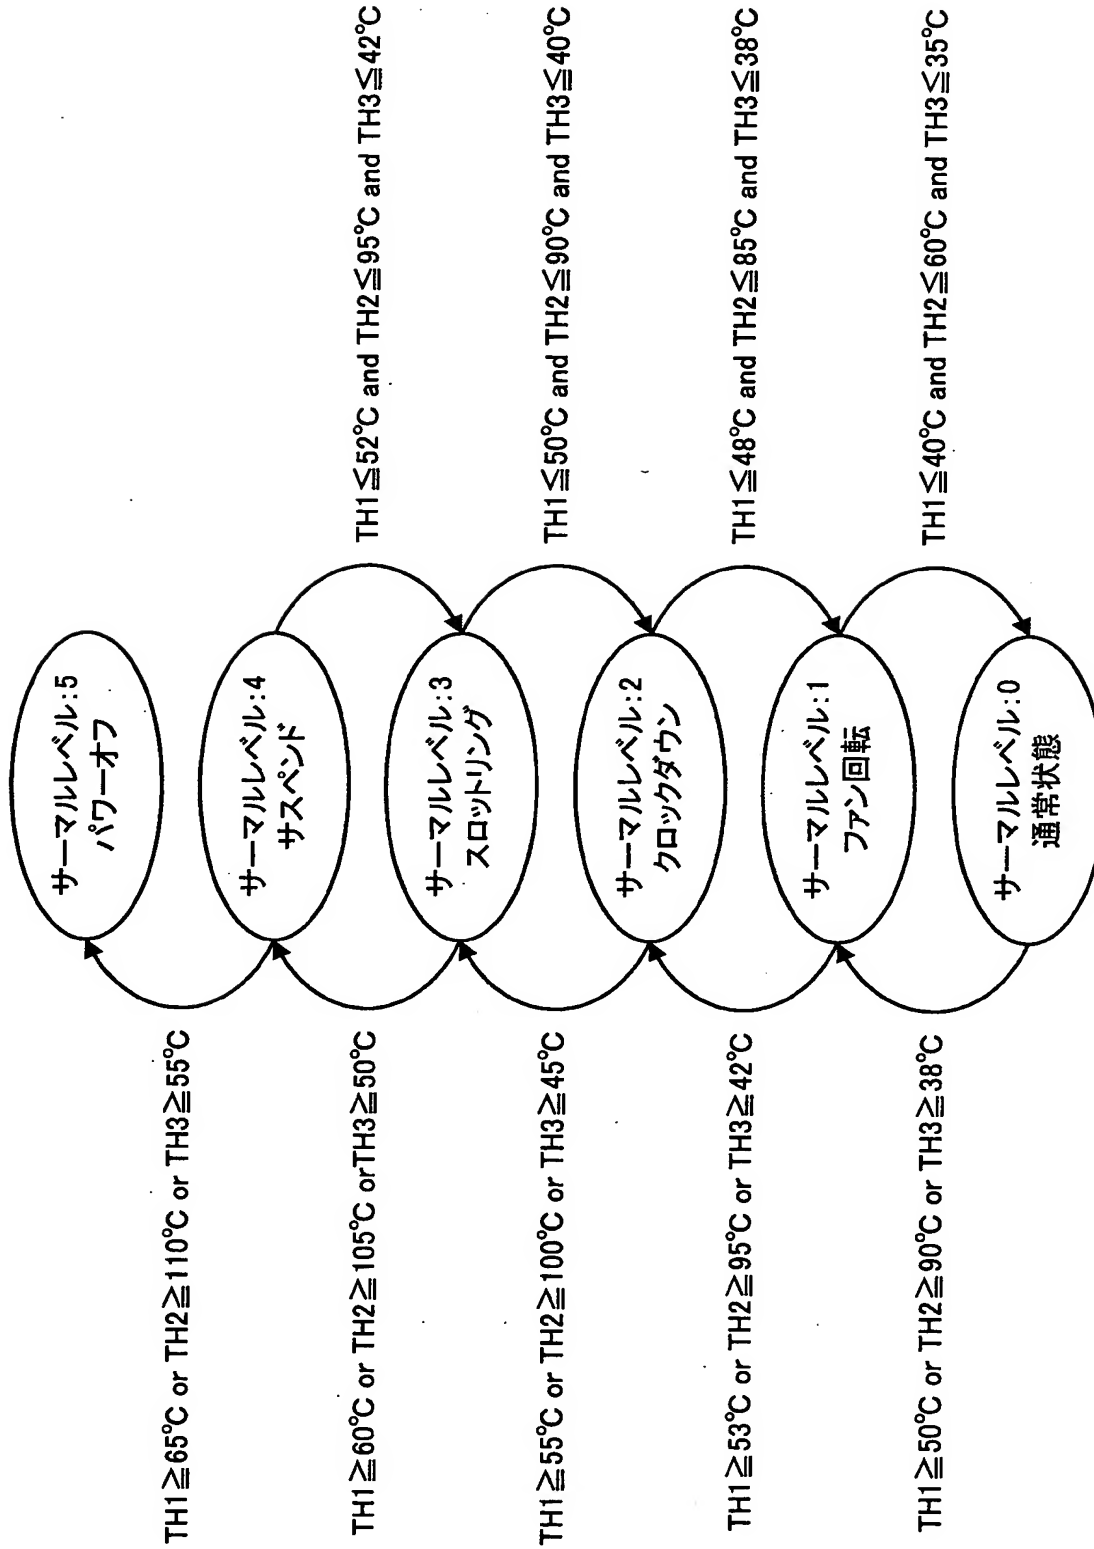 サーマルレベル:5
パワーオフ
TH1≧65℃ or TH2≧110℃ or TH3≧55℃
サーマルレベル:4
サスペンド
TH1≧60℃ or TH2≧105℃ orTH3≧50℃
TH1≦52℃ and TH2≦95℃ and TH3≦42℃
サーマルレベル:3
スロットリング
TH1≧55℃ or TH2≧100℃ or TH3≧45℃
TH1≦50℃ and TH2≦90℃ and TH3≦40℃
サーマルレベル:2
クロックダウン
TH1≧53℃ or TH2≧95℃ or TH3≧42℃
TH1≦48℃ and TH2≦85℃ and TH3≦38℃
サーマルレベル:1
ファン回転
TH1≧50℃ or TH2≧90℃ or TH3≧38℃
TH1≦40℃ and TH2≦60℃ and TH3≦35℃
サーマルレベル:0
通常状態